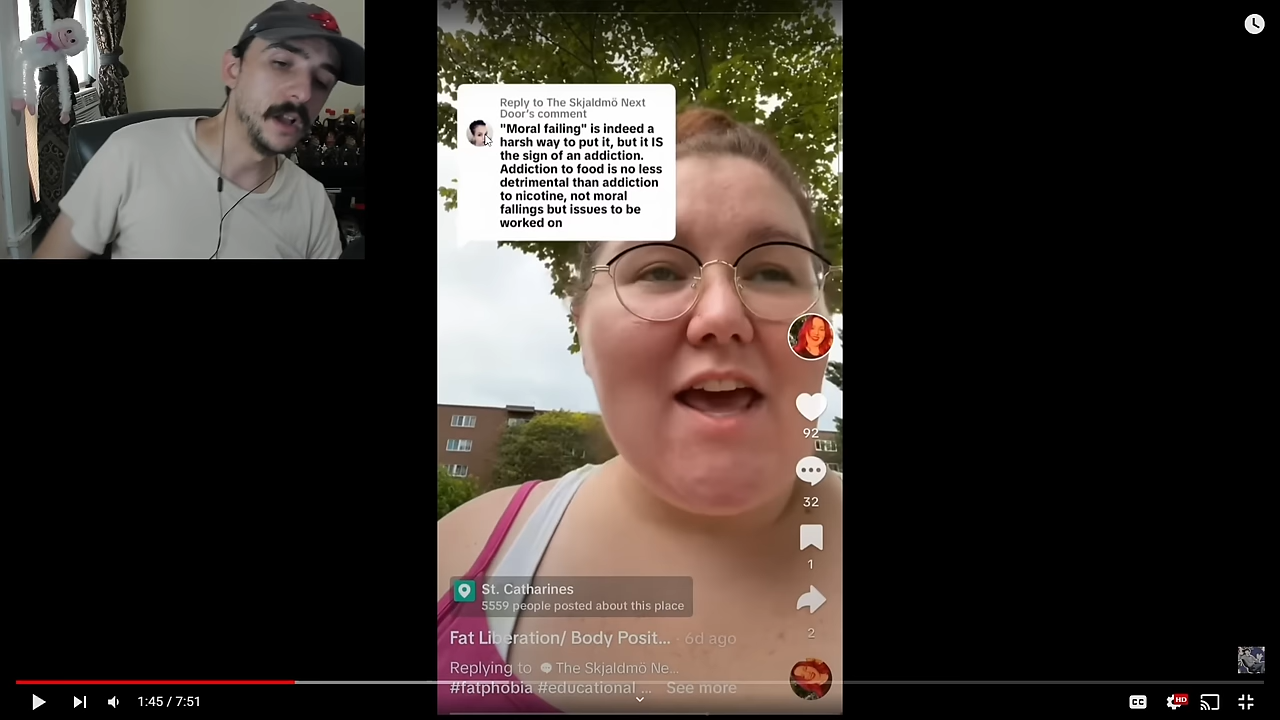 Reply to The Skjaldmö Next
Door's comment
"Moral failing" is indeed a
harsh way to put it, but it IS
the sign of an addiction.
Addiction to food is no less
detrimental than addiction
to nicotine, not moral
fallings but issues to be
worked on
92
32
1
2
St. Catharines
5559 people posted about this place
Fat Liberation/ Body Posit... · 6d ago
Replying to 💬 The Skjaldmö Ne...
#fatphobia #educational ... See more
1:45 / 7:51
CC
HD